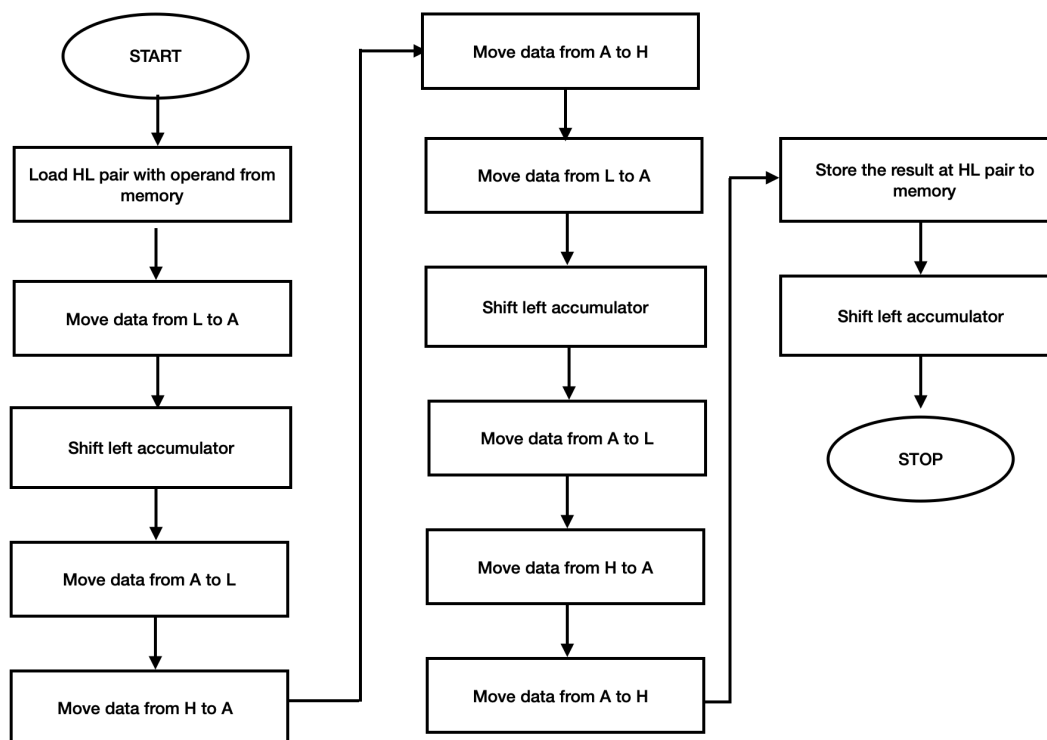 START
Load HL pair with operand from
memory
Move data from L to A
Shift left accumulator
Move data from A to L
Move data from H to A
Move data from A to H
Move data from L to A
Shift left accumulator
Move data from A to L
Move data from H to A
Move data from A to H
Store the result at HL pair to
memory
Shift left accumulator
STOP